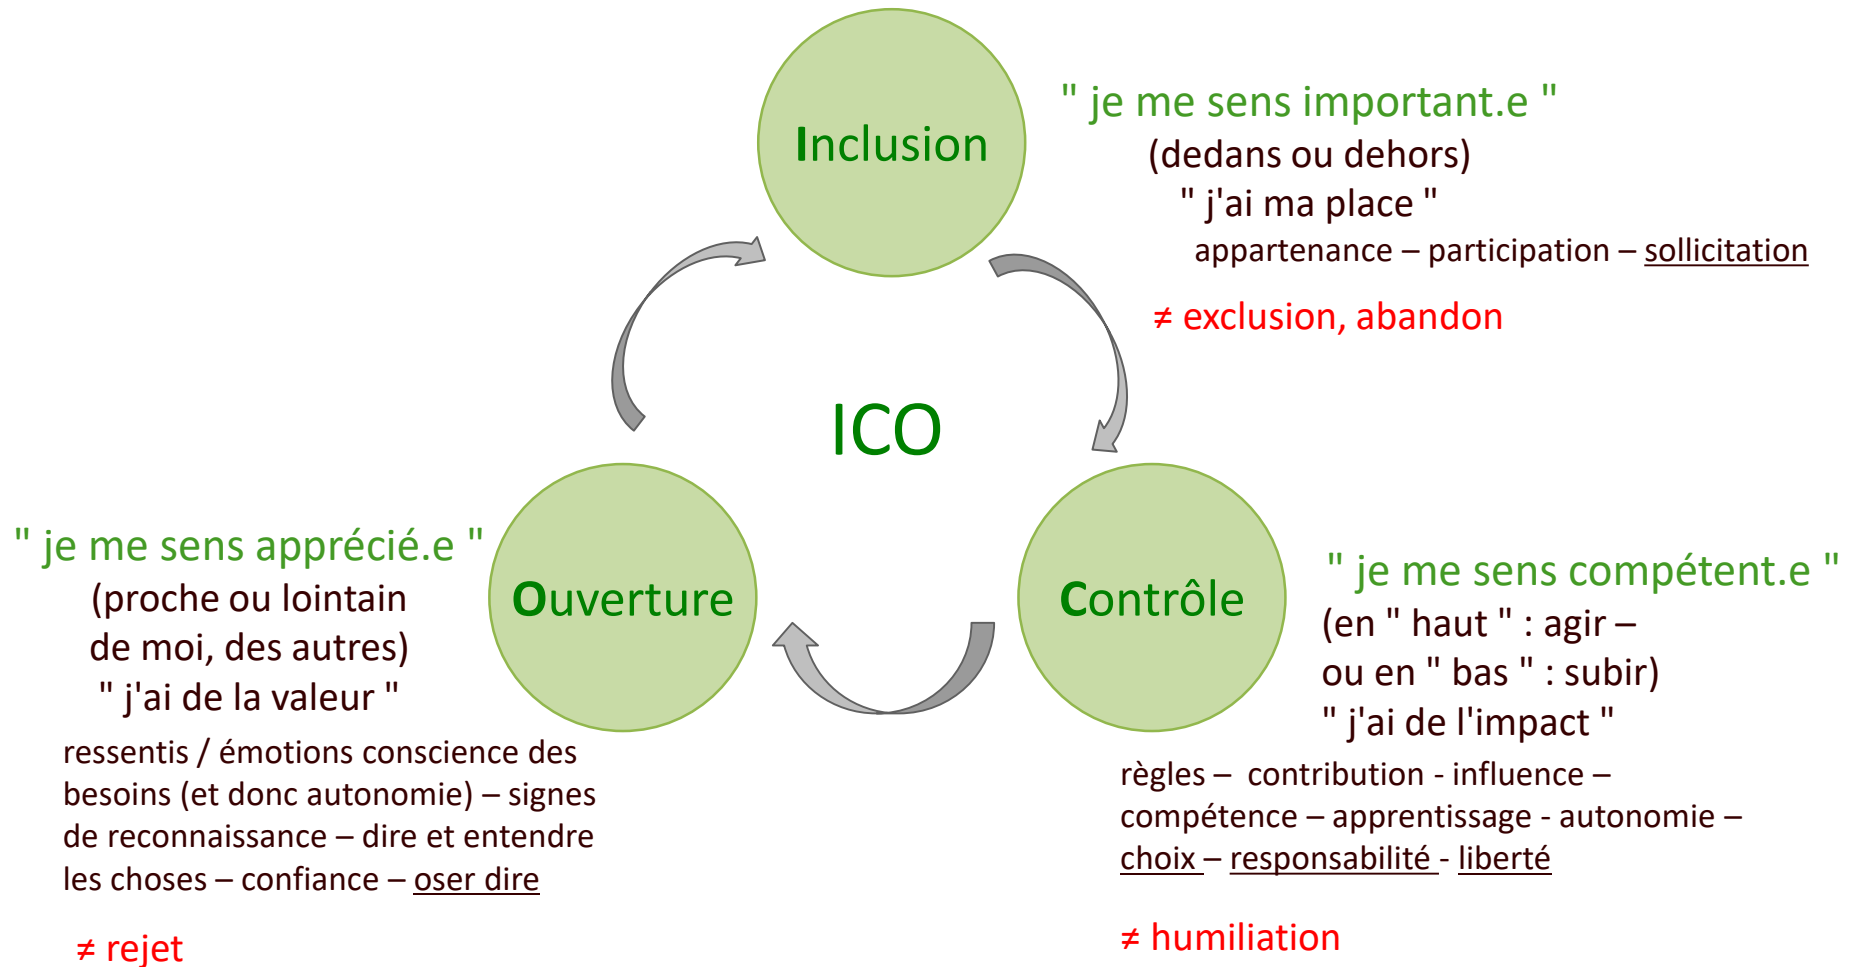 Inclusion
" je me sens important.e "
(dedans ou dehors)
" j'ai ma place "
appartenance – participation – sollicitation
≠ exclusion, abandon
ICO
Contrôle
" je me sens compétent.e "
(en " haut " : agir –
ou en " bas " : subir)
" j'ai de l'impact "
règles – contribution - influence –
compétence – apprentissage - autonomie –
choix – responsabilité - liberté
≠ humiliation
Ouverture
" je me sens apprécié.e "
(proche ou lointain
de moi, des autres)
" j'ai de la valeur "
ressentis / émotions conscience des
besoins (et donc autonomie) – signes
de reconnaissance – dire et entendre
les choses – confiance – oser dire
≠ rejet